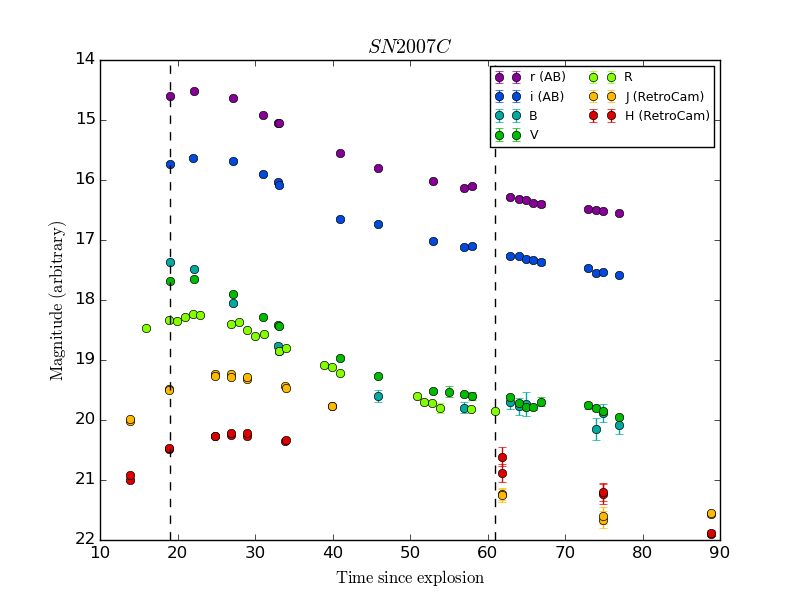 SN2007C
14
15
16
17
18
19
20
21
22
Magnitude (arbitrary)
r (AB)
i (AB)
B
V
R
J (RetroCam)
H (RetroCam)
10 20 30 40 50 60 70 80 90
Time since explosion